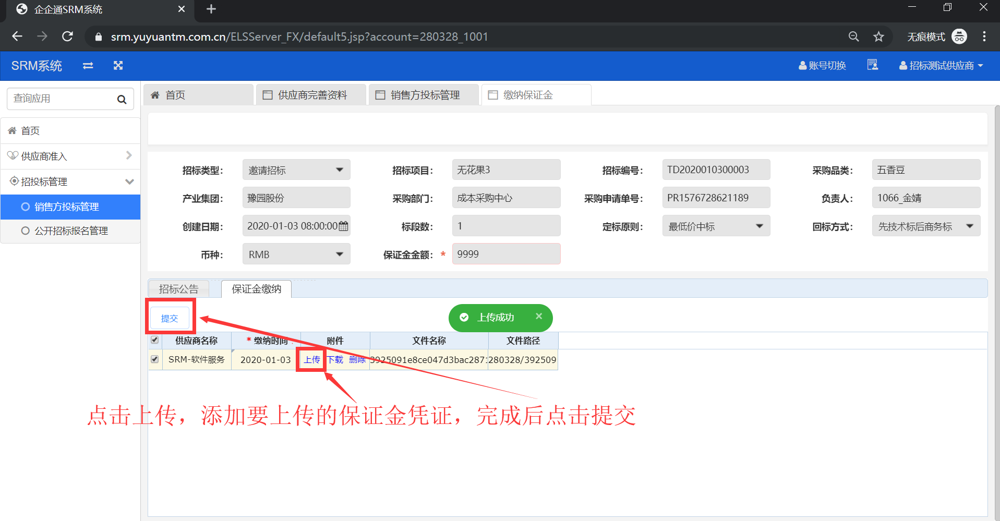 企企通SRM系统
srm.yuyuantm.com.cn/ELSServer_FX/default5.jsp?account=280328_1001
无痕模式
SRM系统
账号切换
招标测试供应商
查询应用
首页
供应商准入
招投标管理
销售方投标管理
公开招标报名管理
首页 供应商完善资料 销售方投标管理 缴纳保证金
招标类型： 邀请招标 招标项目： 无花果3 招标编号： TD2020010300003 采购品类： 五香豆
产业集团： 豫园股份 采购部门： 成本采购中心 采购申请单号： PR1576728621189 负责人： 1066_金婧
创建日期： 2020-01-03 08:00:00 标段数： 1 定标原则： 最低价中标 回标方式： 先技术标后商务标
币种： RMB 保证金金额： * 9999
招标公告 保证金缴纳
提交
上传成功
供应商名称 * 缴纳时间 附件 文件名称 文件路径
SRM-软件服务 2020-01-03 上传 下载 删除 3925091e8ce047d3bac2871 280328/392509
点击上传，添加要上传的保证金凭证，完成后点击提交